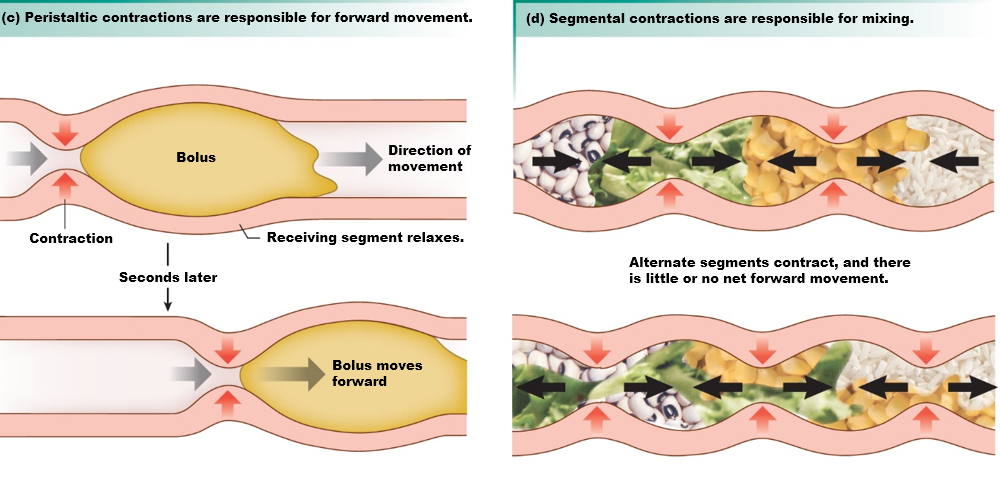 (c) Peristaltic contractions are responsible for forward movement.
Bolus
Direction of
movement
Contraction
Receiving segment relaxes.
Seconds later
Bolus moves
forward
(d) Segmental contractions are responsible for mixing.
Alternate segments contract, and there
is little or no net forward movement.